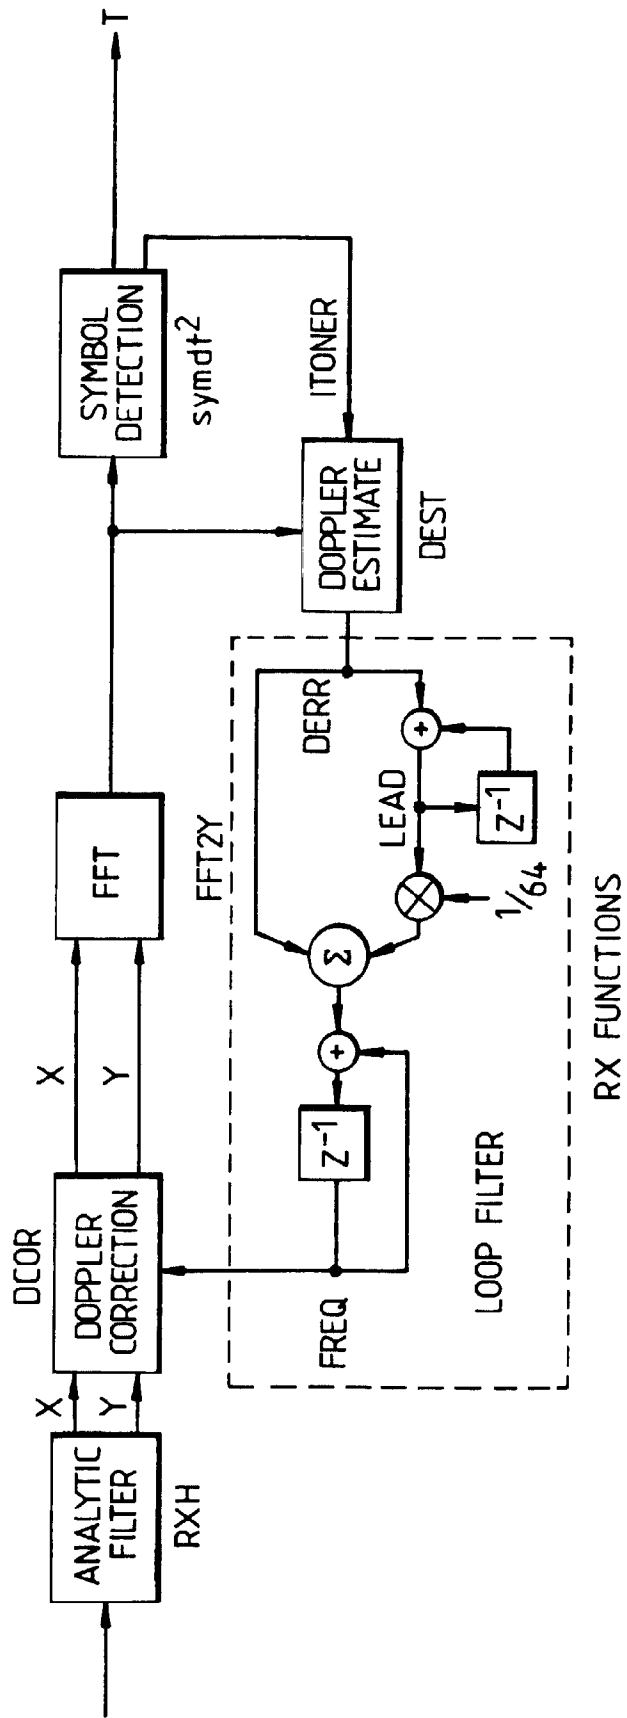 ANALYTIC
FILTER
RXH
X
Y
DCOR
DOPPLER
CORRECTION
X
Y
FFT
FFT2Y
SYMBOL
DETECTION
symdt²
T
ITONER
DOPPLER
ESTIMATE
DEST
DERR
LEAD
+
Z⁻¹
1/64
Σ
+
Z⁻¹
FREQ
LOOP FILTER
RX FUNCTIONS